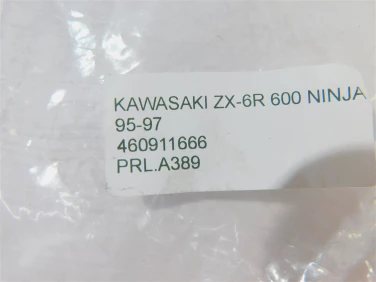 KAWASAKI ZX-6R 600 NINJA
95-97
460911666
PRL.A389